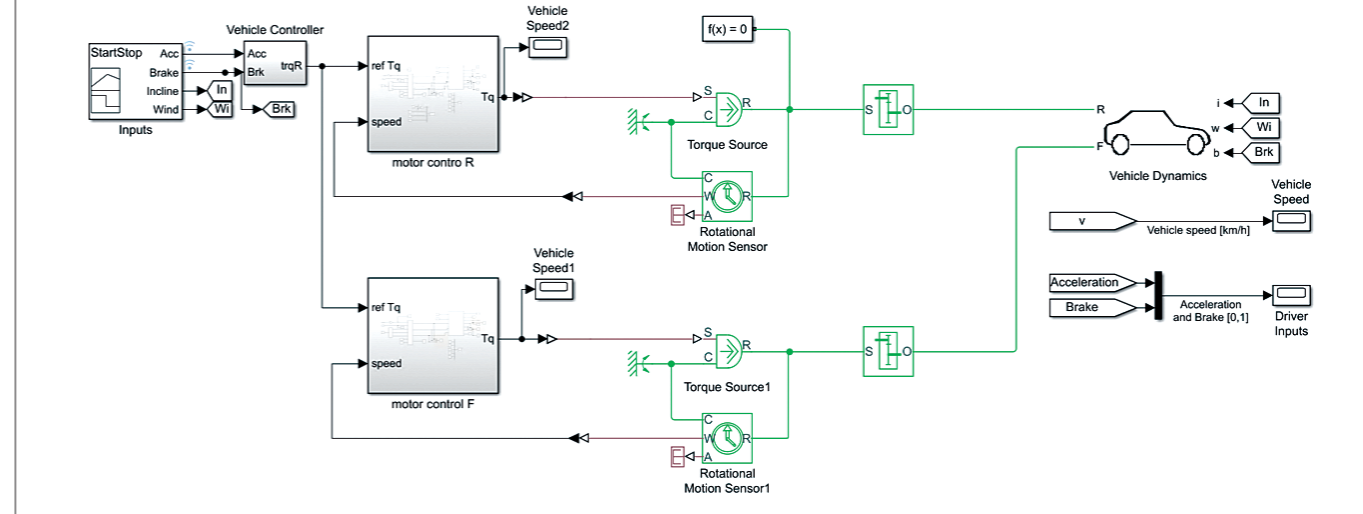 Vehicle
Speed2
Vehicle Controller
f(x) = 0
StartStop
Acc
Brake
Incline
Wind
Inputs
Acc
Brk
trqR
In
Wi
Brk
ref Tq
speed
Tq
motor contro R
S
C
R
Torque Source
C
W
A
R
Rotational
Motion Sensor
S
O
R
F
Vehicle Dynamics
i
w
b
In
Wi
Brk
Vehicle
Speed
v
Vehicle speed [km/h]
Acceleration
Brake
Acceleration
and Brake [0,1]
Driver
Inputs
Vehicle
Speed1
ref Tq
speed
Tq
motor control F
S
C
R
Torque Source1
C
W
A
R
Rotational
Motion Sensor1
S
O